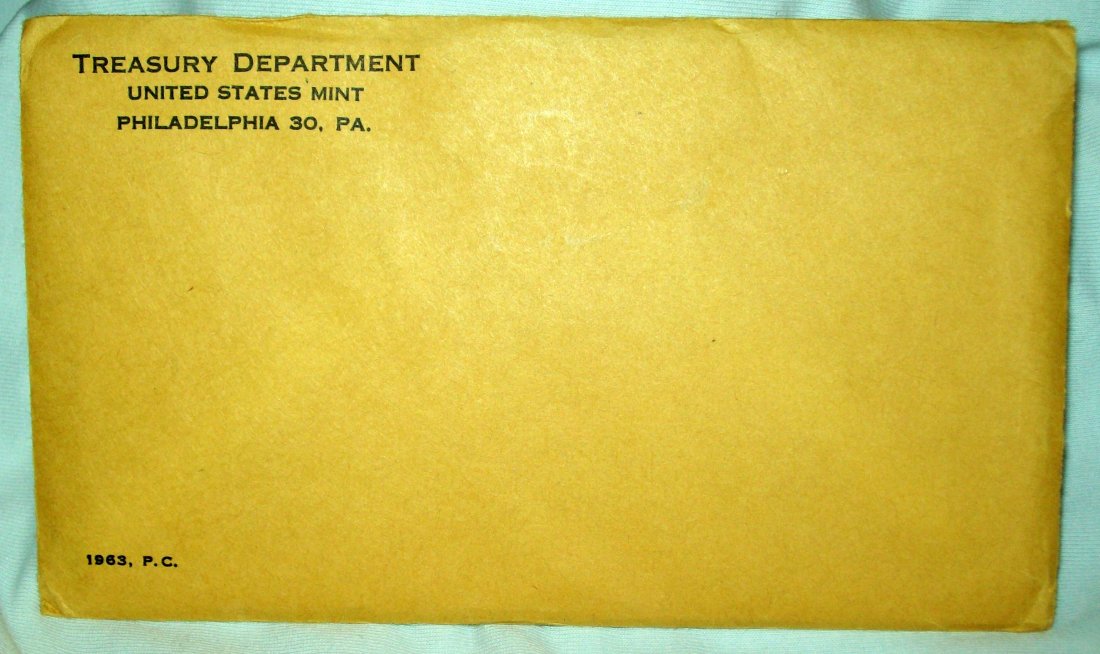 Treasury Department
UNITED STATES MINT
PHILADELPHIA 30, PA.
1963, P.C.